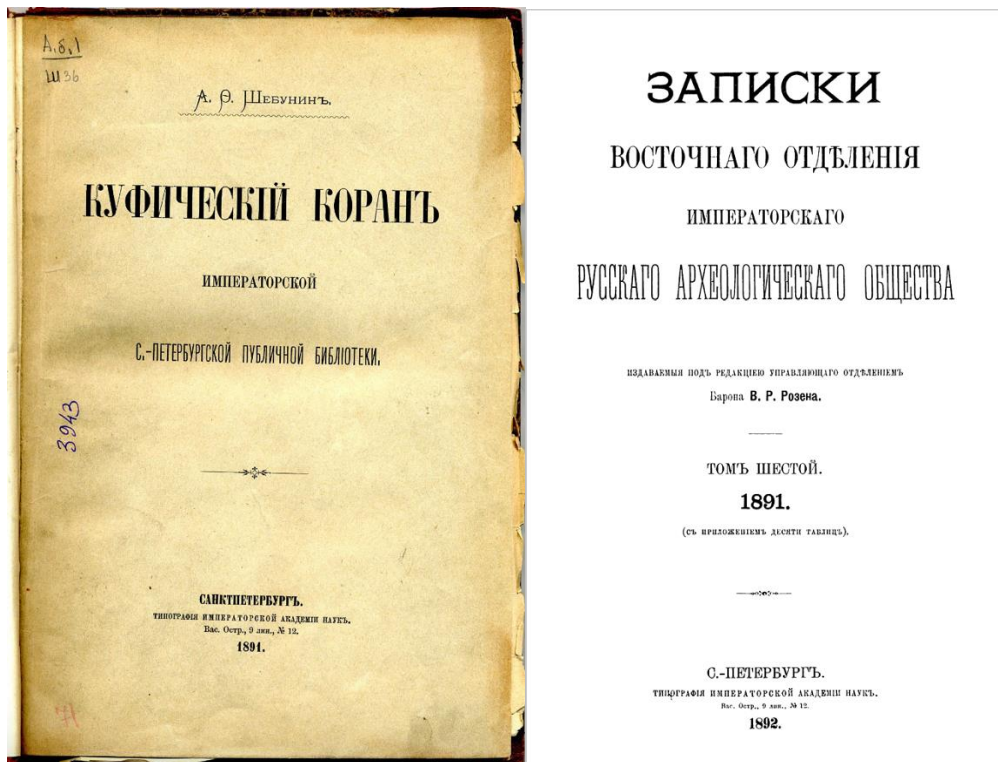 А.б.1
Ш36
А. Ѳ. Шебунинъ.
КУФИЧЕСКІЙ КОРАНЪ
ИМПЕРАТОРСКОЙ
С.-ПЕТЕРБУРГСКОЙ ПУБЛИЧНОЙ БИБЛІОТЕКИ.
3943
САНКТПЕТЕРБУРГЪ.
ТИПОГРАФІЯ ИМПЕРАТОРСКОЙ АКАДЕМІИ НАУКЪ.
Вас. Остр., 9 лин., № 12.
1891.
71
ЗАПИСКИ
ВОСТОЧНАГО ОТДѢЛЕНІЯ
ИМПЕРАТОРСКАГО
РУССКАГО АРХЕОЛОГИЧЕСКАГО ОБЩЕСТВА
ИЗДАВАЕМЫЯ ПОДЪ РЕДАКЦІЕЮ УПРАВЛЯЮЩАГО ОТДѢЛЕНІЕМЪ
Барона В. Р. Розена.
ТОМЪ ШЕСТОЙ.
1891.
(СЪ ПРИЛОЖЕНІЕМЪ ДЕСЯТИ ТАБЛИЦЪ).
С.-ПЕТЕРБУРГЪ.
ТИПОГРАФІЯ ИМПЕРАТОРСКОЙ АКАДЕМІИ НАУКЪ.
Вас. Остр., 9 лин., № 12.
1892.